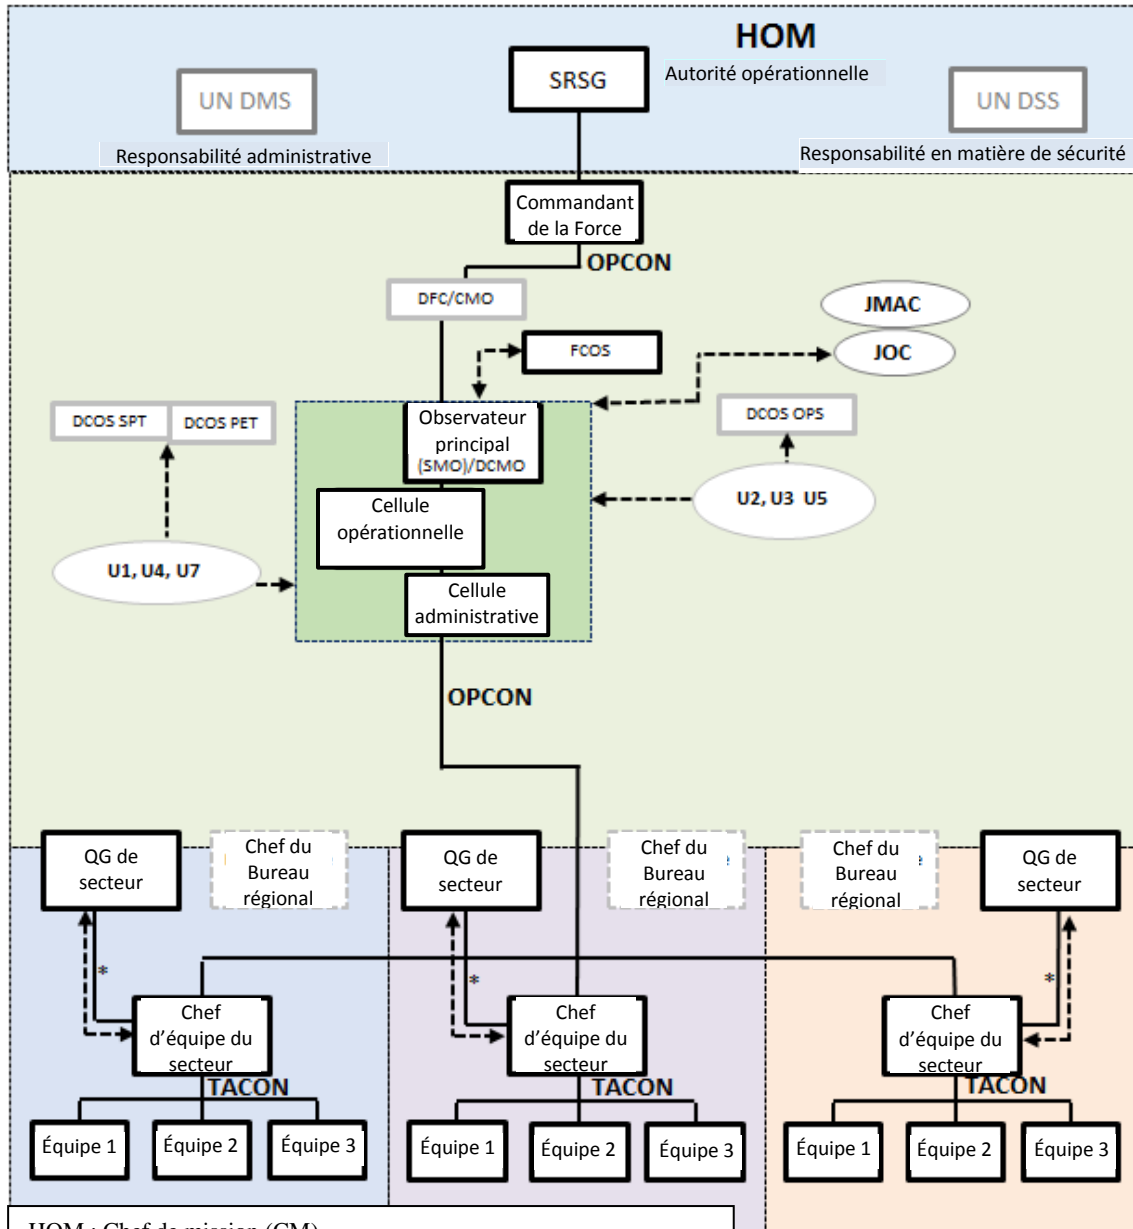 HOM
Autorité opérationnelle
SRSG
UN DMS
Responsabilité administrative
UN DSS
Responsabilité en matière de sécurité
Commandant
de la Force
OPCON
DFC/CMO
JMAC
JOC
FCOS
DCOS SPT
DCOS PET
Observateur
principal
(SMO)/DCMO
DCOS OPS
Cellule
opérationnelle
U2, U3 U5
U1, U4, U7
Cellule
administrative
OPCON
QG de
secteur
Chef du
Bureau
régional
QG de
secteur
Chef du
Bureau
régional
Chef du
Bureau
régional
QG de
secteur
*
*
*
Chef
d'équipe du
secteur
Chef
d'équipe du
secteur
Chef
d'équipe du
secteur
TACON
TACON
TACON
Équipe 1
Équipe 2
Équipe 3
Équipe 1
Équipe 2
Équipe 3
Équipe 1
Équipe 2
Équipe 3
HOM : Chef de mission (CM)